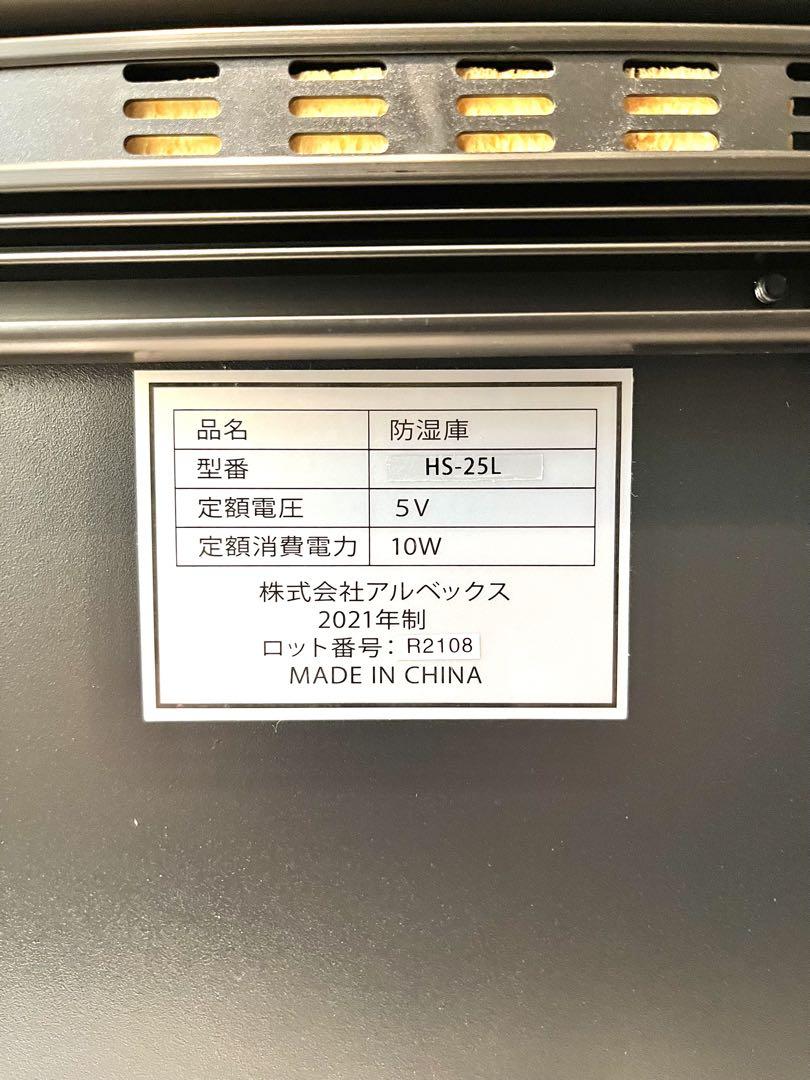 品名 防湿庫
型番 HS-25L
定額電圧 5V
定額消費電力 10W
株式会社アルベックス
2021年制
ロット番号: R2108
MADE IN CHINA